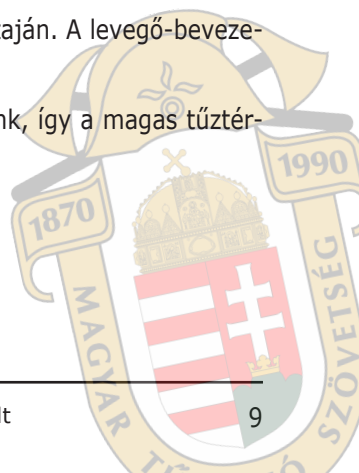 taján. A levegő-beveze-
nk, így a magas tűztér-
1870
1990
MAGYAR
SZÖVETSÉG
lt
9